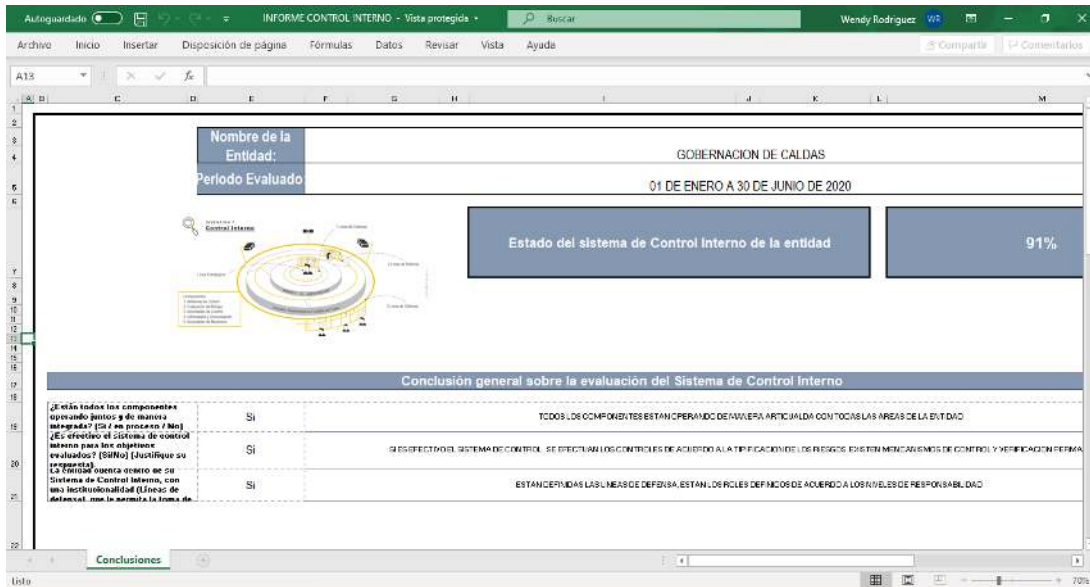 Autoguardado
INFORME CONTROL INTERNO - Vista protegida
Buscar
Wendy Rodriguez
WR
Archivo Inicio Insertar Disposición de página Fórmulas Datos Revisar Vista Ayuda
Compartir Comentarios
A13
fx
A B C D E F G H I J K L M
Nombre de la
Entidad:
GOBERNACION DE CALDAS
Periodo Evaluado:
01 DE ENERO A 30 DE JUNIO DE 2020
Control Interno
Estado del sistema de Control Interno de la entidad
91%
Conclusión general sobre la evaluación del Sistema de Control Interno
¿Están todos los componentes
operando juntos y de manera
integrada? (Si / en proceso / No)
Si
TODOS LOS COMPONENTES ESTAN OPERANDO DE MANERA ARTICUALDA CON TODAS LAS AREAS DE LA ENTIDAD
¿Es efectivo el sistema de control
interno para los objetivos
evaluados? (Si/No) (Justifique su
respuesta)
Si
SI ES EFECTIVO EL SISTEMA DE CONTROL SE EFECTUAN LOS CONTROLES DE ACUERDO A LA TIPIFICACION DE LOS RIESGOS EXISTEN MENCANISMOS DE CONTROL Y VERIFICACION PERMA
La entidad cuenta dentro de su
Sistema de Control Interno, con
una institucionalidad (Líneas de
defensa) que le permita la toma de
Si
ESTAN DEFINIDAS LAS LINEAS DE DEFENSA, ESTAN LOS ROLES DEFINICOS DE ACUERDO A LOS NIVELES DE RESPONSABILIDAD
Conclusiones
Listo
70%